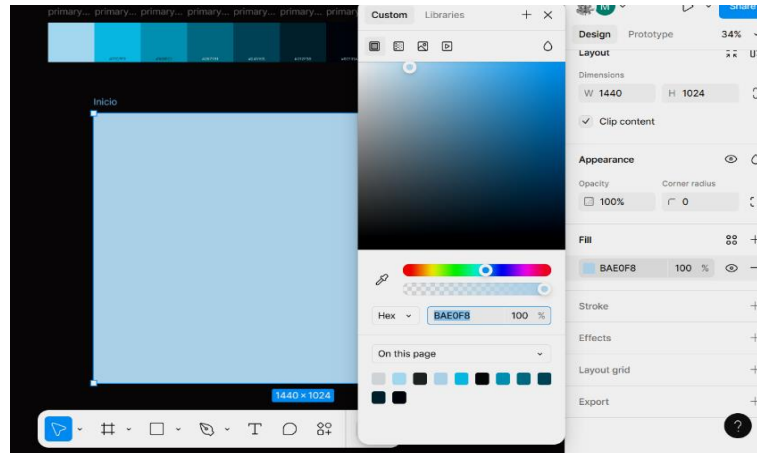 primary... primary... primary... primary... primary... primary... primar
Inicio
1440 × 1024
T
Custom
Libraries
Hex
BAE0F8
100 %
On this page
M
Share
Design
Prototype
34%
Layout
Dimensions
W 1440
H 1024
Clip content
Appearance
Opacity
Corner radius
100%
0
Fill
BAE0F8
100 %
Stroke
Effects
Layout grid
Export
?